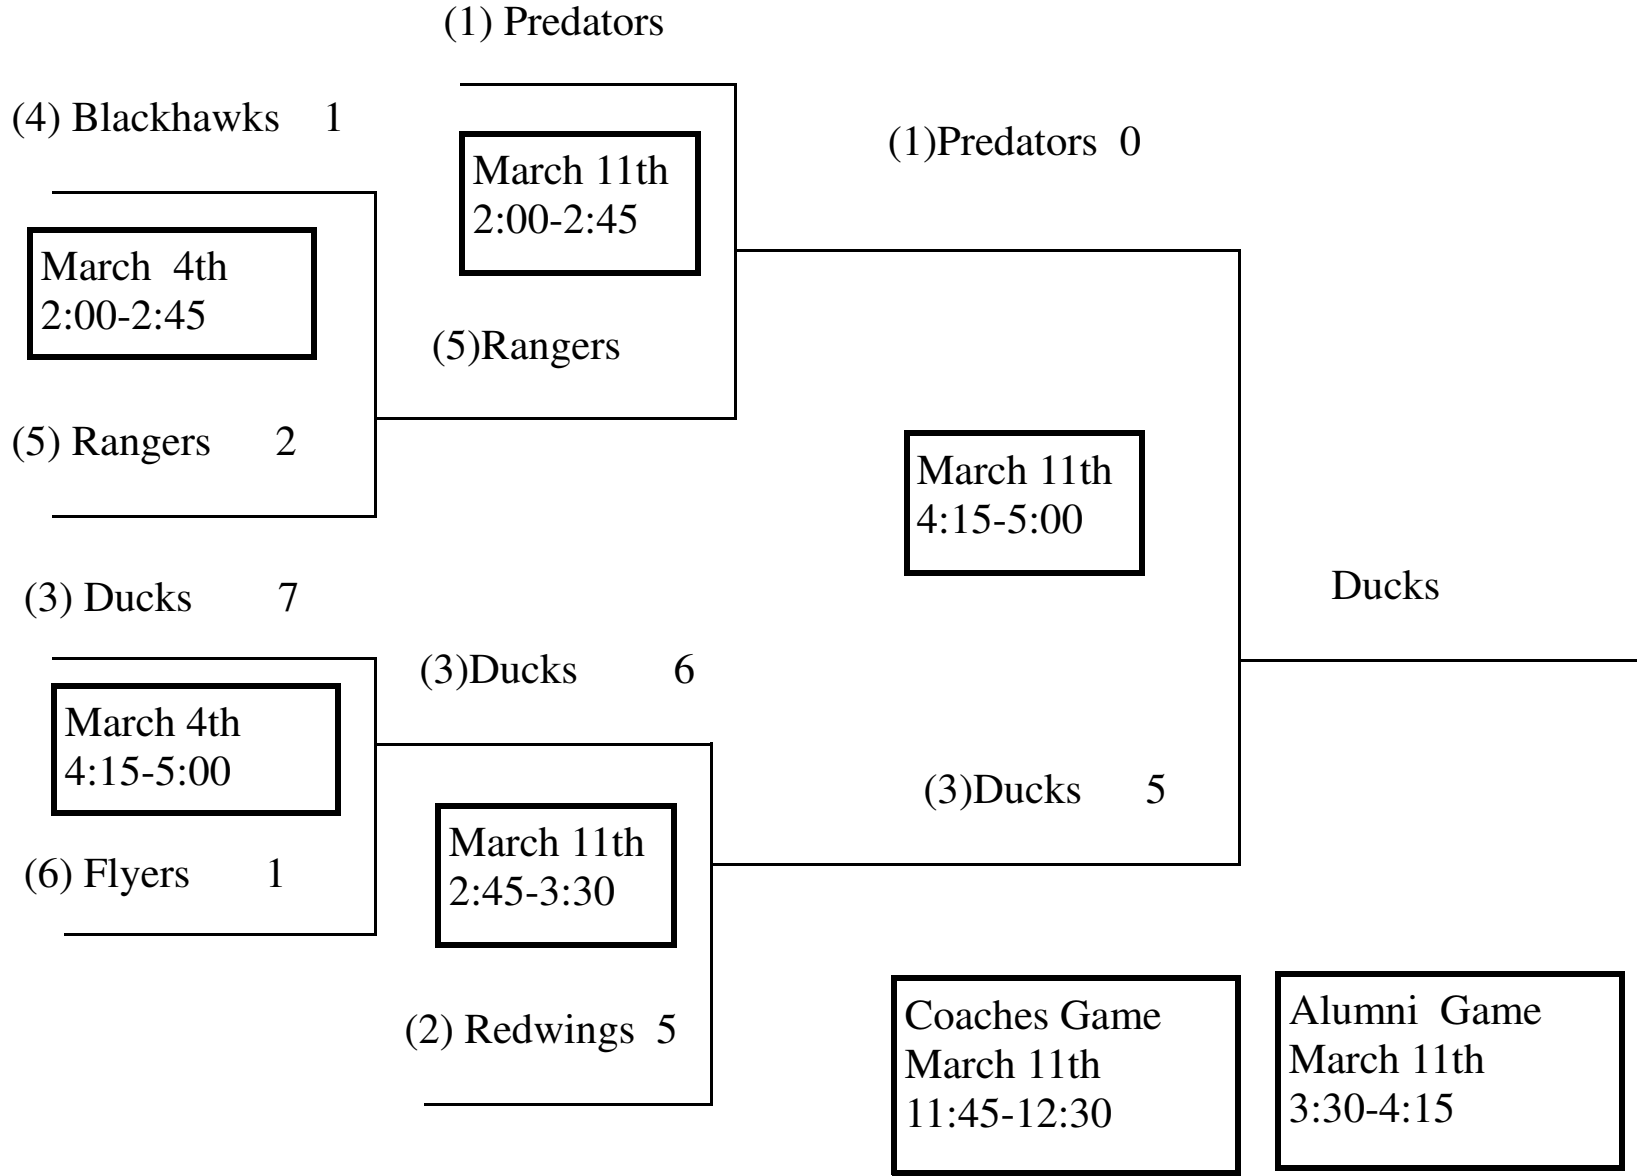 (1) Predators
(4) Blackhawks 1
March 11th
2:00-2:45
(1)Predators 0
March 4th
2:00-2:45
(5)Rangers
(5) Rangers 2
March 11th
4:15-5:00
(3) Ducks 7
Ducks
(3)Ducks 6
March 4th
4:15-5:00
(3)Ducks 5
March 11th
2:45-3:30
(6) Flyers 1
(2) Redwings 5
Coaches Game
March 11th
11:45-12:30
Alumni Game
March 11th
3:30-4:15